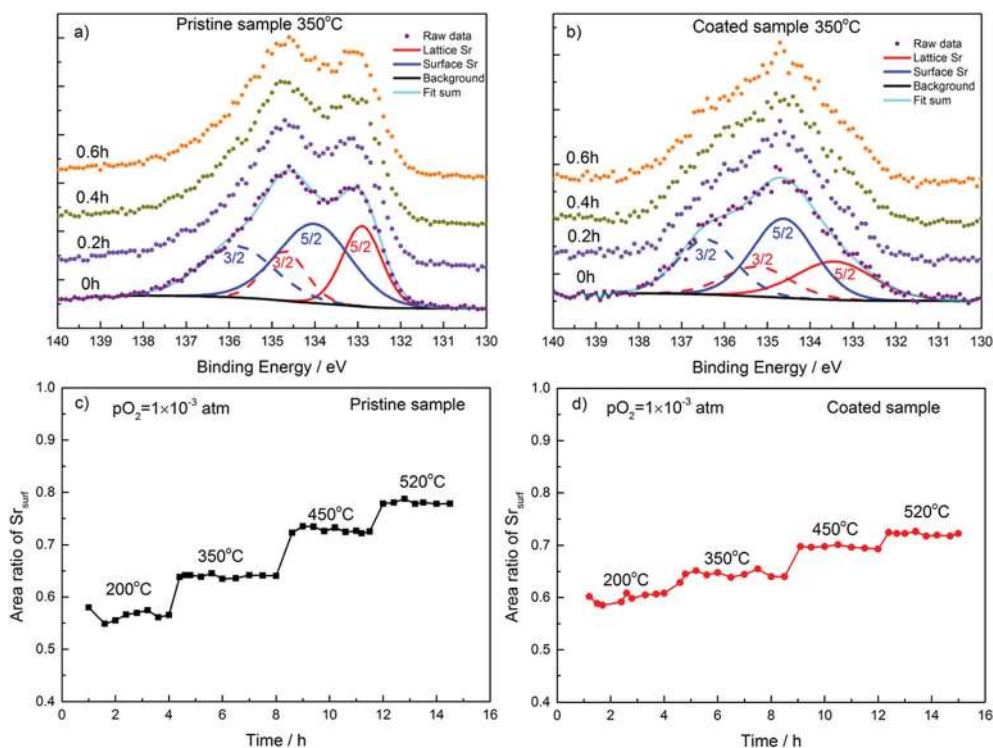 a)
Pristine sample 350°C
Raw data
Lattice Sr
Surface Sr
Background
Fit sum
0.6h
0.4h
0.2h
0h
3/2
3/2
5/2
5/2
140 139 138 137 136 135 134 133 132 131 130
Binding Energy / eV
b)
Coated sample 350°C
Raw data
Lattice Sr
Surface Sr
Background
Fit sum
0.6h
0.4h
0.2h
0h
3/2
3/2
5/2
5/2
140 139 138 137 136 135 134 133 132 131 130
Binding Energy / eV
c)
pO₂=1×10⁻³ atm
Pristine sample
1.0
0.9
0.8
0.7
0.6
0.5
0.4
Area ratio of Sr_surf
200°C
350°C
450°C
520°C
0 2 4 6 8 10 12 14 16
Time / h
d)
pO₂=1×10⁻³ atm
Coated sample
1.0
0.9
0.8
0.7
0.6
0.5
0.4
Area ratio of Sr_surf
200°C
350°C
450°C
520°C
0 2 4 6 8 10 12 14 16
Time / h